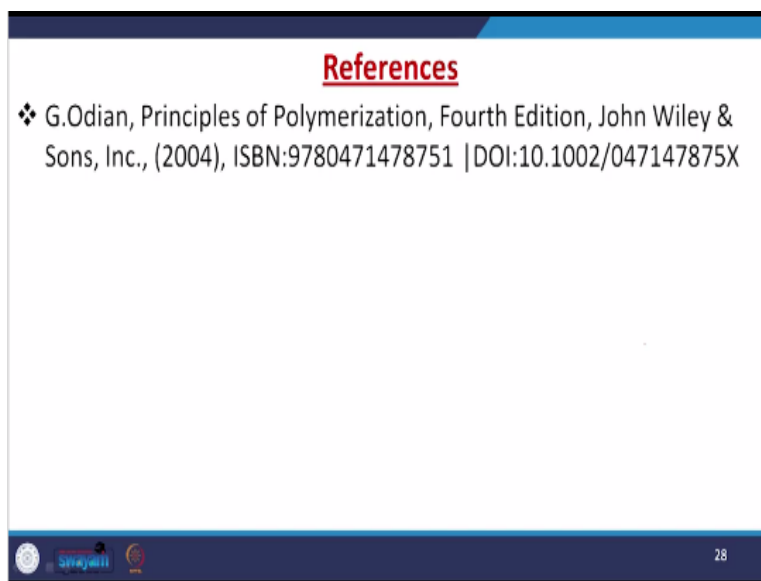 References
❖ G.Odian, Principles of Polymerization, Fourth Edition, John Wiley &
Sons, Inc., (2004), ISBN:9780471478751 |DOI:10.1002/047147875X
swayam
28